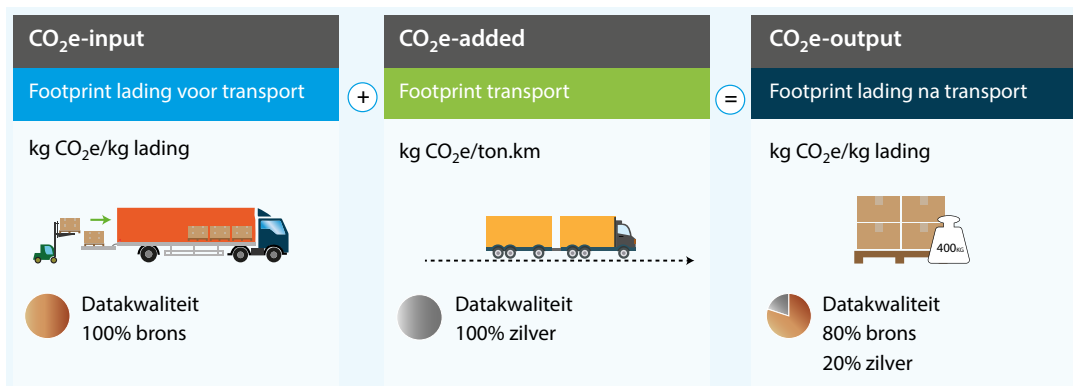 CO₂e-input
Footprint lading voor transport
kg CO₂e/kg lading
Datakwaliteit
100% brons
+
CO₂e-added
Footprint transport
kg CO₂e/ton.km
Datakwaliteit
100% zilver
=
CO₂e-output
Footprint lading na transport
kg CO₂e/kg lading
400KG
Datakwaliteit
80% brons
20% zilver